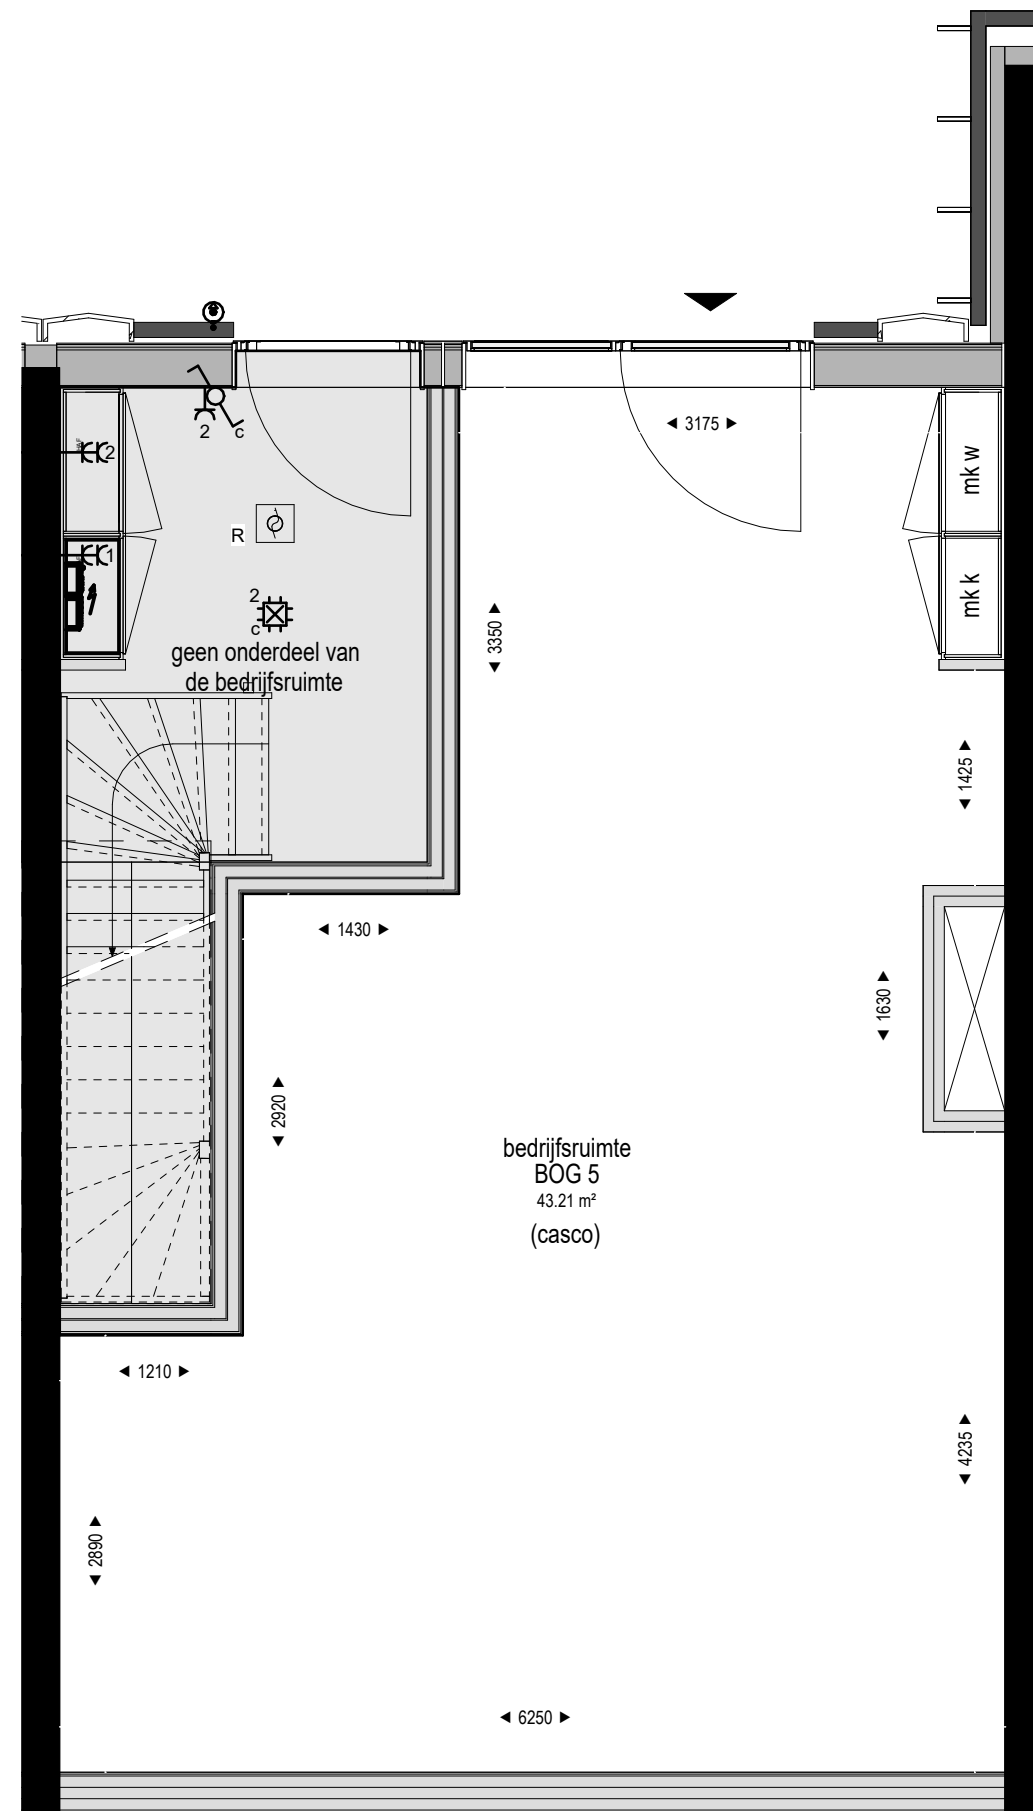 3175
mk w
2
2 c
R
1
mk k
2
c
3350
geen onderdeel van
de bedrijfsruimte
1425
1430
1630
2920
bedrijfsruimte
BOG 5
43.21 m²
(casco)
1210
4235
2890
6250